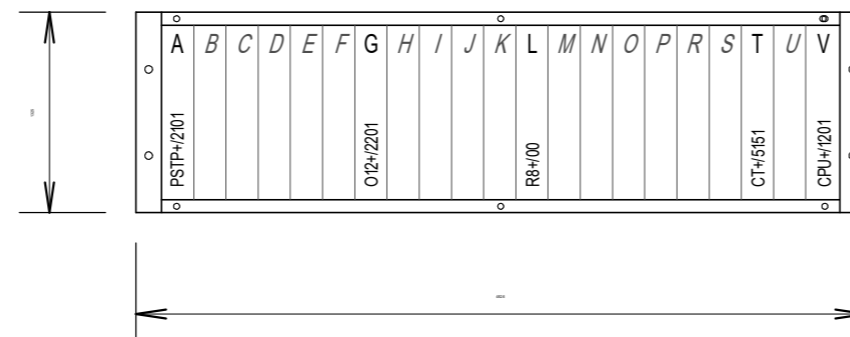 A B C D E F G H I J K L M N O P R S T U V
PSTP+/2101
O12+/2201
R8+/00
CT+/5151
CPU+/1201